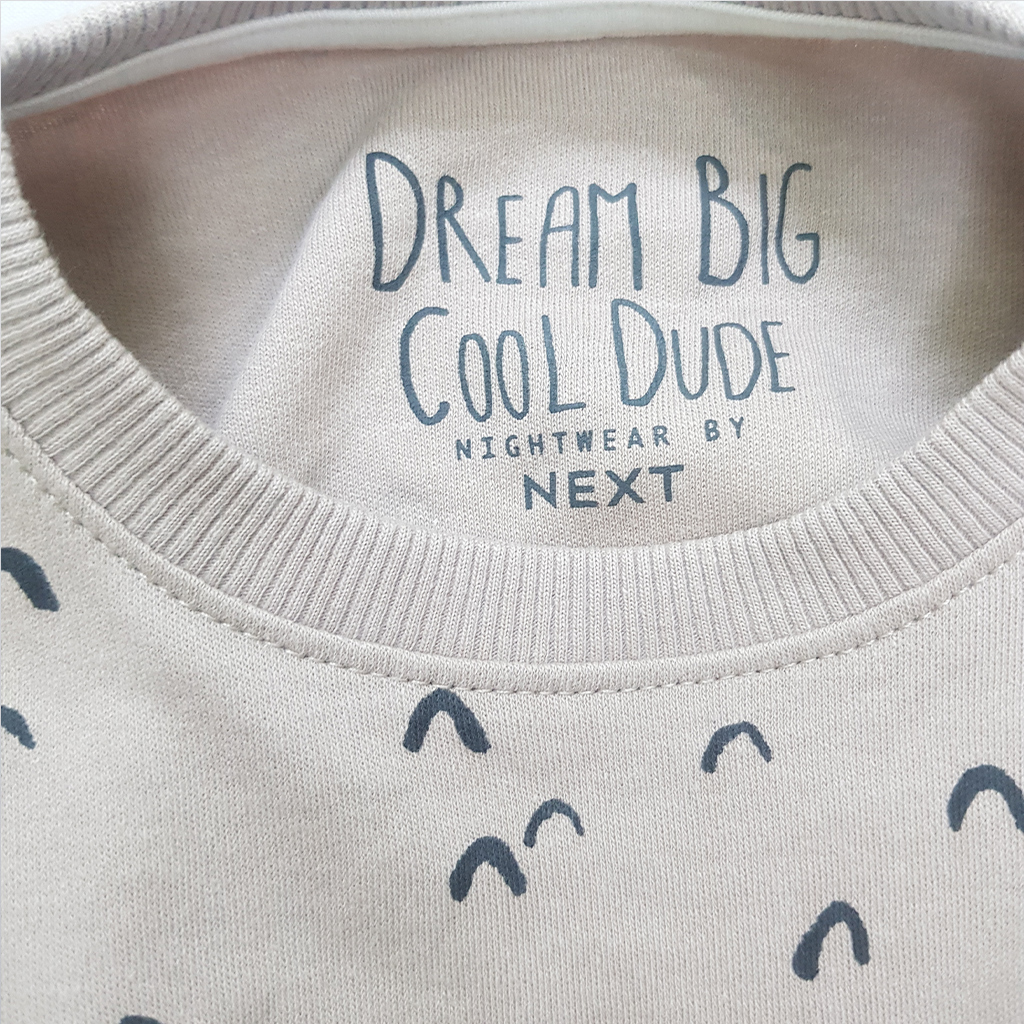 DREAM BIG
COOL DUDE
NIGHTWEAR BY
NEXT